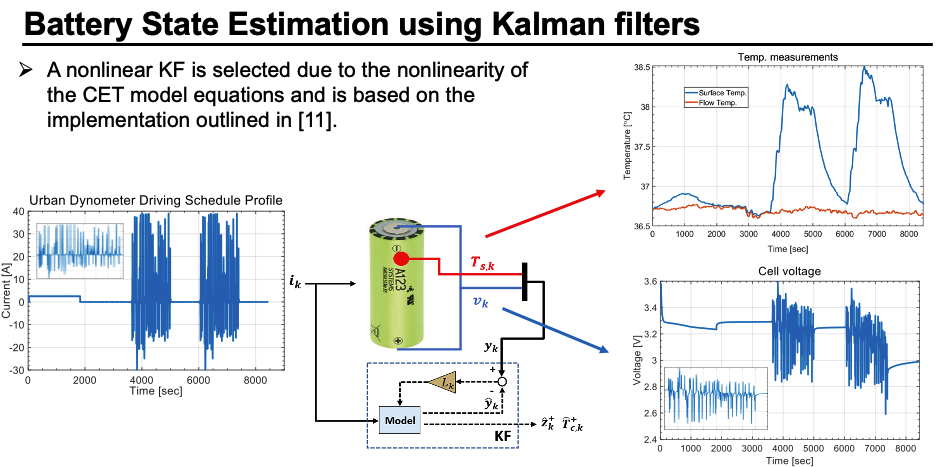 Battery State Estimation using Kalman filters
➢ A nonlinear KF is selected due to the nonlinearity of
the CET model equations and is based on the
implementation outlined in [11].
Temp. measurements
Temperature [°C]
38.5
38
37.5
37
36.5
Surface Temp.
Flow Temp.
0 1000 2000 3000 4000 5000 6000 7000 8000
Time [sec]
Urban Dynometer Driving Schedule Profile
Current [A]
40
30
20
10
0
-10
-20
-30
0 2000 4000 6000 8000
Time [sec]
i_k
A123
SYSTEMS
T_{s,k}
v_k
y_k
+
-
L_k
ŷ_k
Model
KF
ẑ_k^+ T̂_{c,k}^+
Cell voltage
Voltage [V]
3.6
3.4
3.2
3
2.8
2.6
2.4
0 1000 2000 3000 4000 5000 6000 7000 8000
Time [sec]